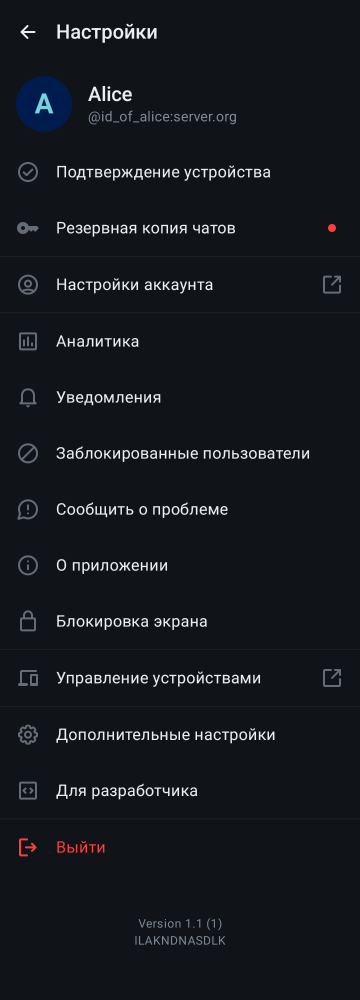 Настройки
A
Alice
@id_of_alice:server.org
Подтверждение устройства
Резервная копия чатов
Настройки аккаунта
Аналитика
Уведомления
Заблокированные пользователи
Сообщить о проблеме
О приложении
Блокировка экрана
Управление устройствами
Дополнительные настройки
Для разработчика
Выйти
Version 1.1 (1)
ILAKNDNASDLK